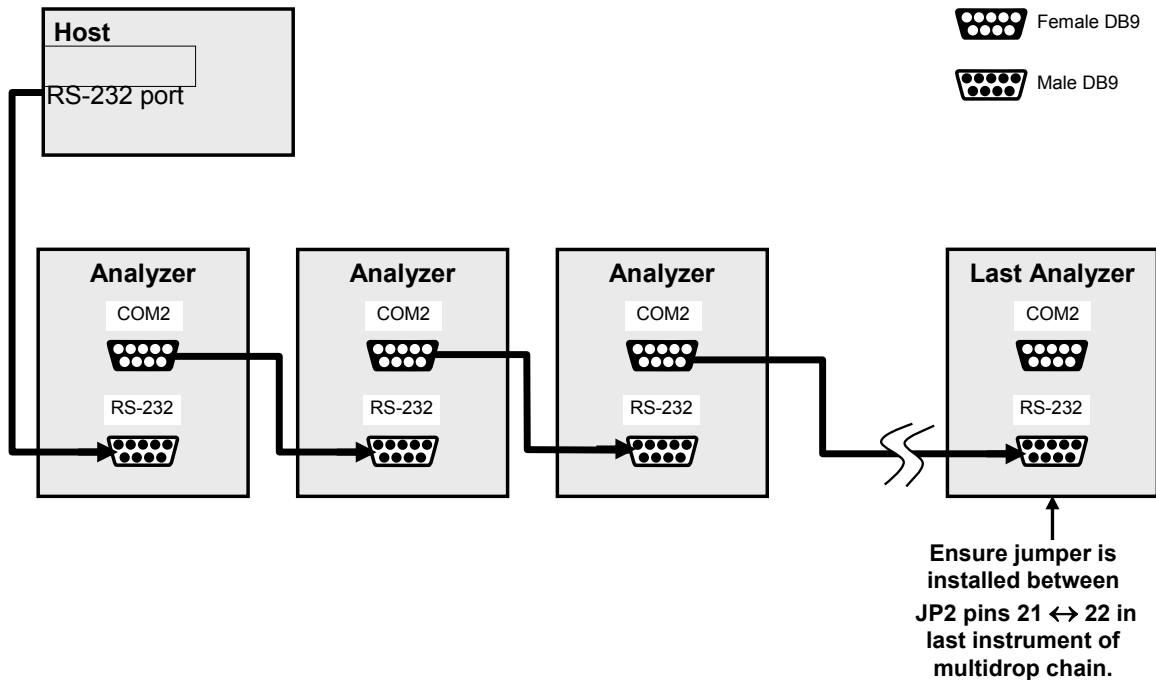 Host
RS-232 port
Female DB9
Male DB9
Analyzer
COM2
RS-232
Analyzer
COM2
RS-232
Analyzer
COM2
RS-232
Last Analyzer
COM2
RS-232
Ensure jumper is
installed between
JP2 pins 21 ↔ 22 in
last instrument of
multidrop chain.